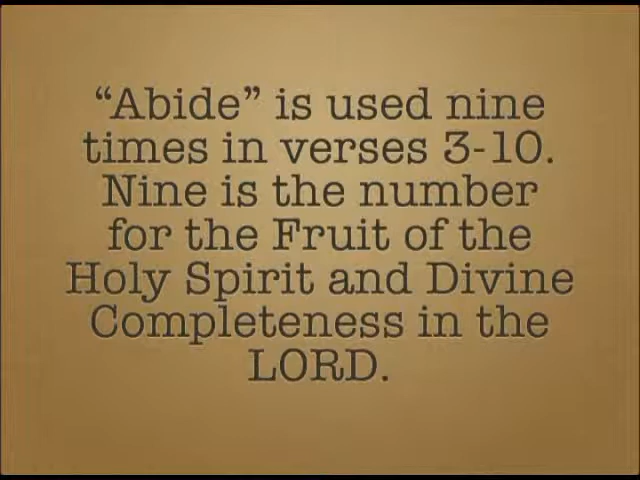 “Abide” is used nine
times in verses 3-10.
Nine is the number
for the Fruit of the
Holy Spirit and Divine
Completeness in the
LORD.